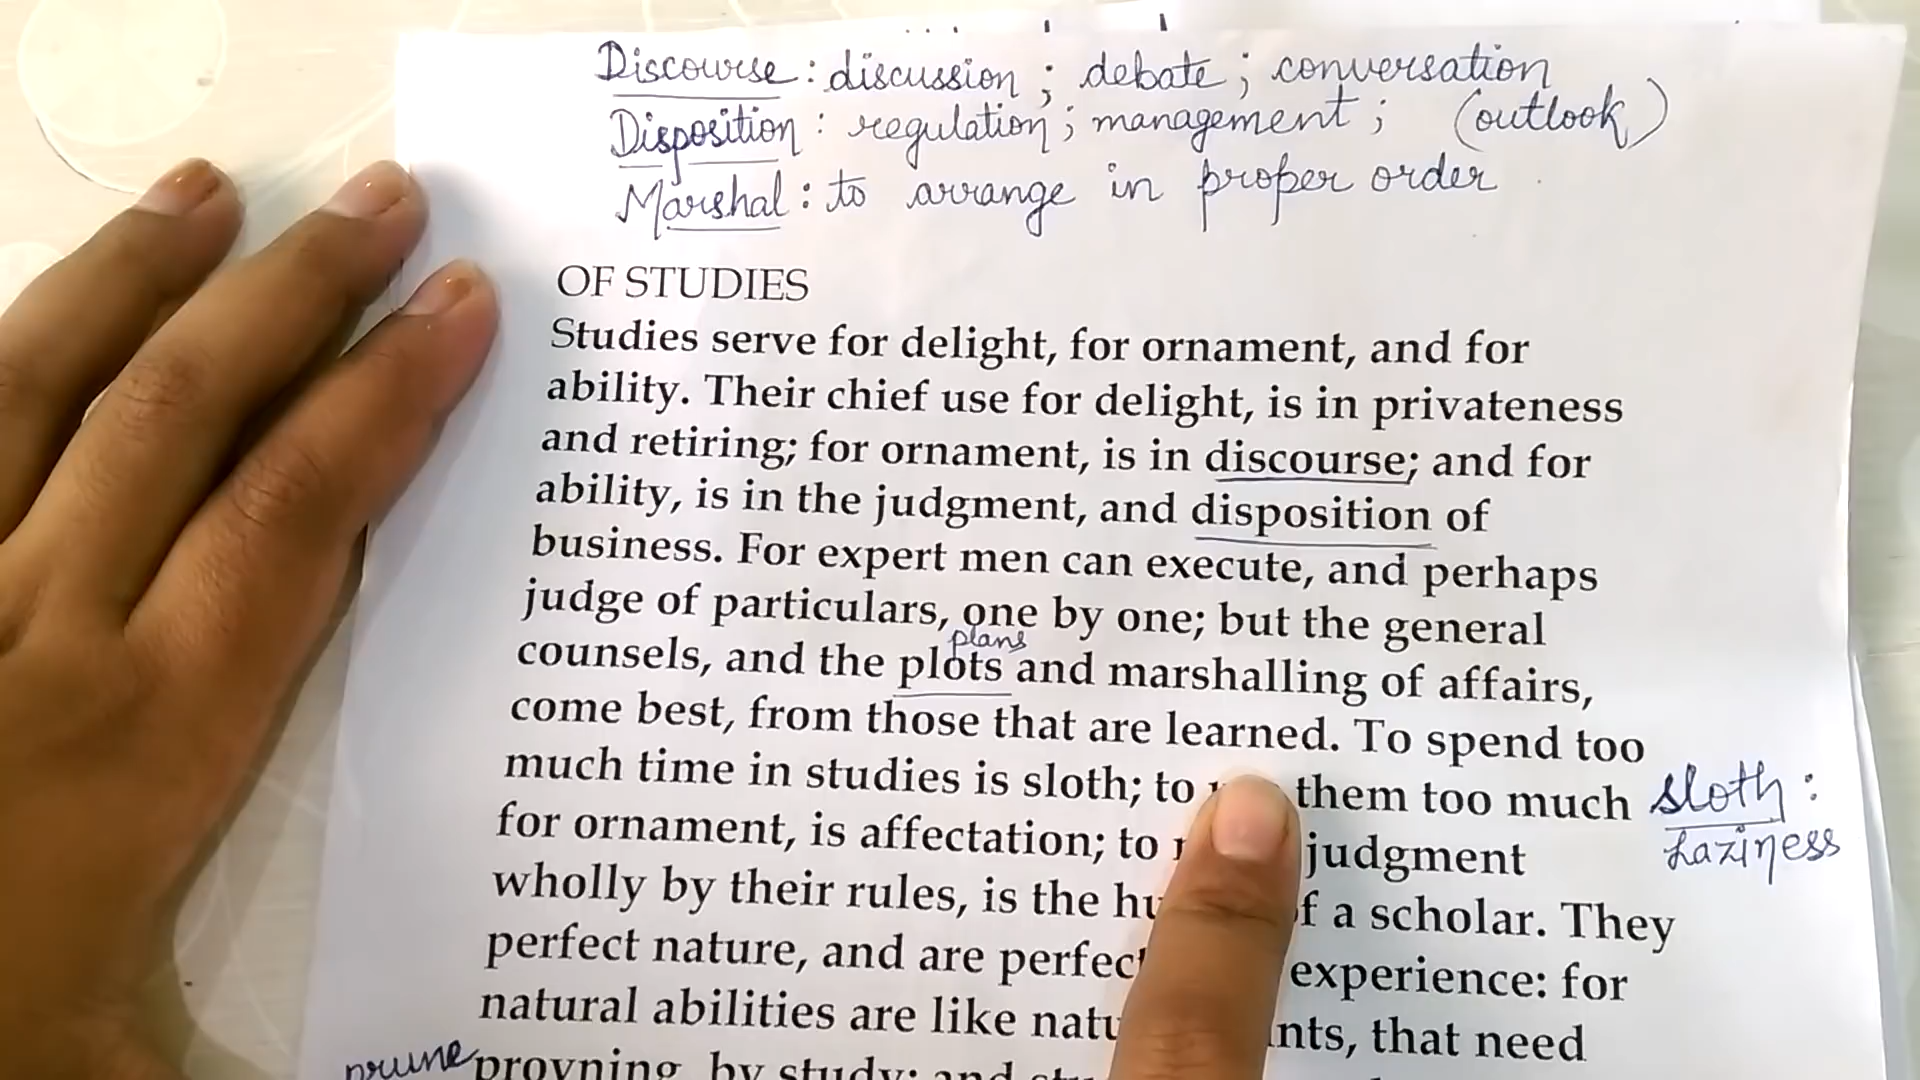 Discourse : discussion ; debate ; conversation
Disposition : regulation ; management ; (outlook)
Marshal : to arrange in proper order
OF STUDIES
Studies serve for delight, for ornament, and for
ability. Their chief use for delight, is in privateness
and retiring; for ornament, is in discourse; and for
ability, is in the judgment, and disposition of
business. For expert men can execute, and perhaps
judge of particulars, one by one; but the general
plans
counsels, and the plots and marshalling of affairs,
come best, from those that are learned. To spend too
much time in studies is sloth; to them too much
sloth :
Laziness
for ornament, is affectation; to judgment
wholly by their rules, is the of a scholar. They
perfect nature, and are experience: for
natural abilities are like that need
prune
proyning, by study; and